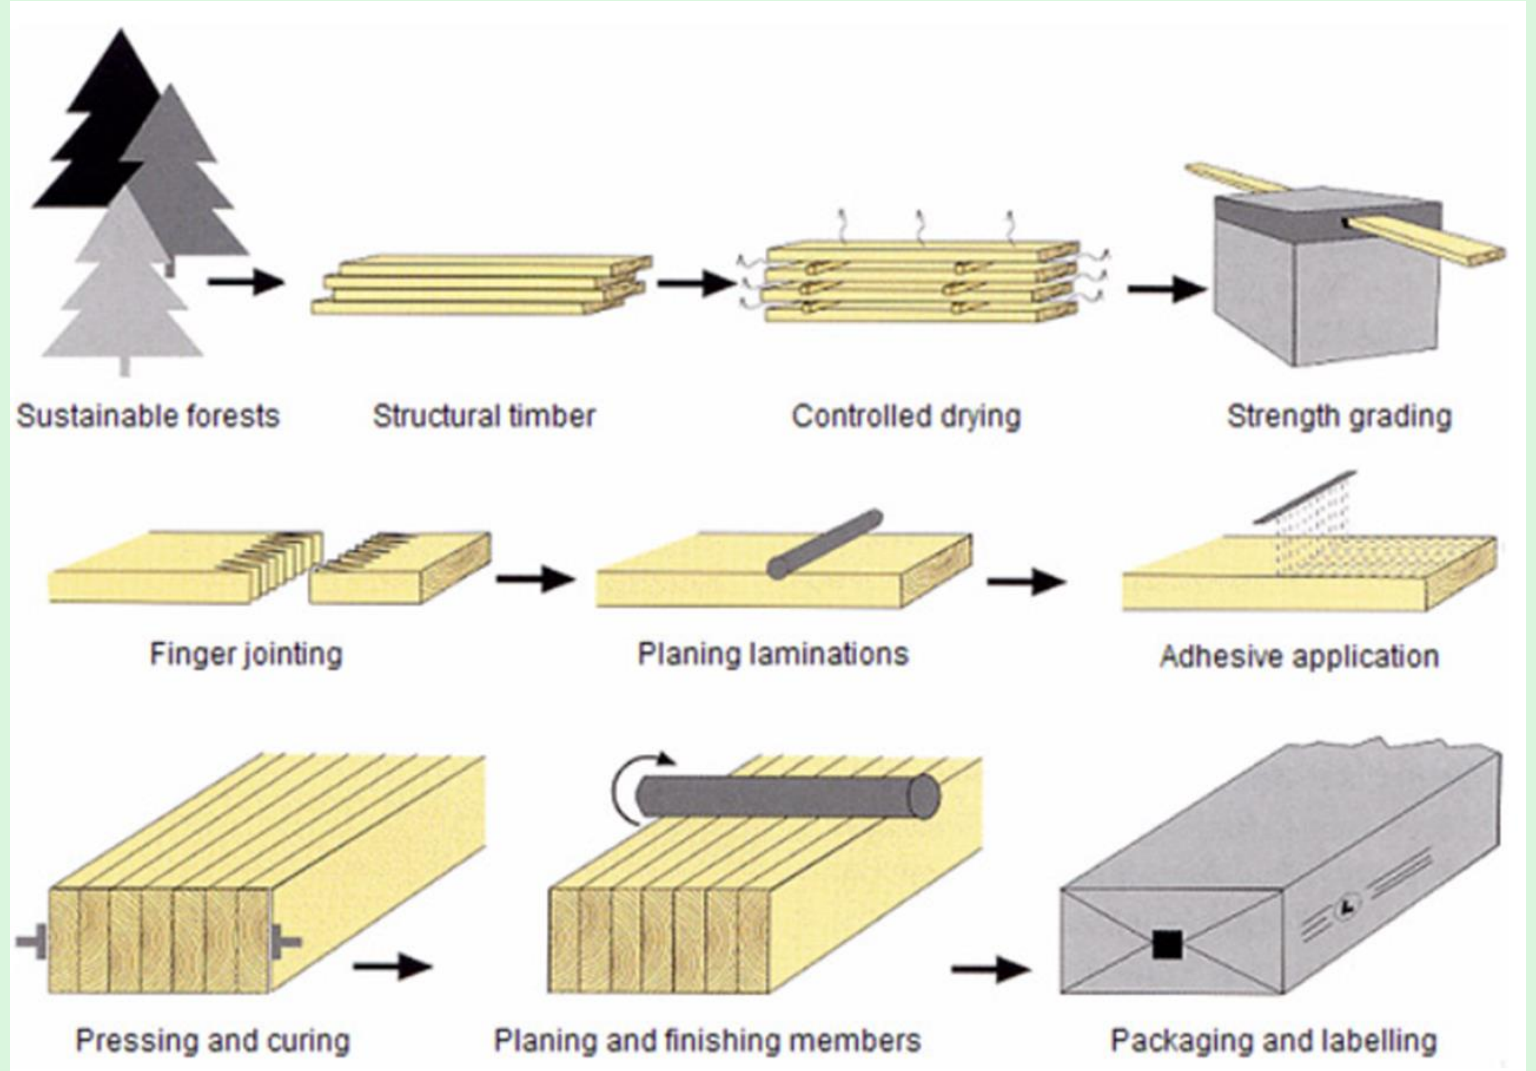 Sustainable forests
Structural timber
Controlled drying
Strength grading
Finger jointing
Planing laminations
Adhesive application
Pressing and curing
Planing and finishing members
Packaging and labelling